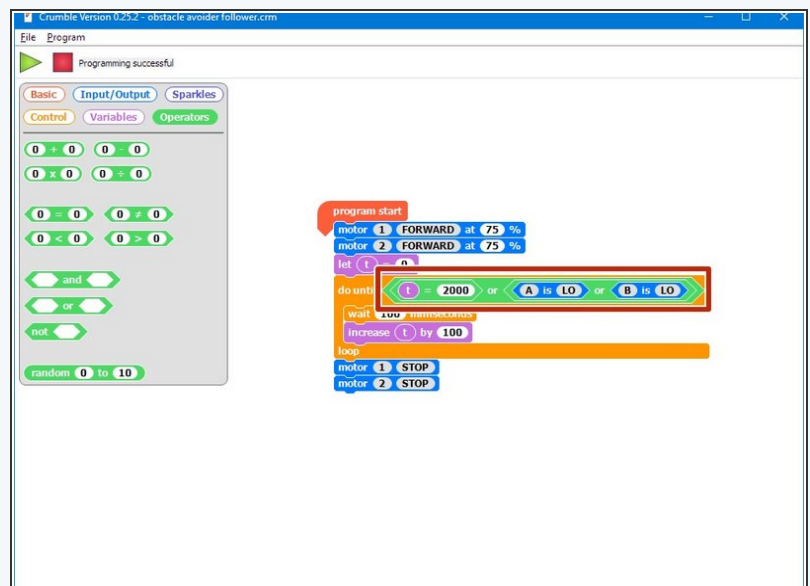 Crumble Version 0.25.2 - obstacle avoider follower.crm
File Program
Programming successful
Basic Input/Output Sparkles
Control Variables Operators
0 + 0 0 - 0
0 x 0 0 ÷ 0
0 = 0 0 ≠ 0
0 < 0 0 > 0
and
or
not
random 0 to 10
program start
motor 1 FORWARD at 75 %
motor 2 FORWARD at 75 %
let t = 0
do until t = 2000 or A is LO or B is LO
wait 100 milliseconds
increase t by 100
loop
motor 1 STOP
motor 2 STOP